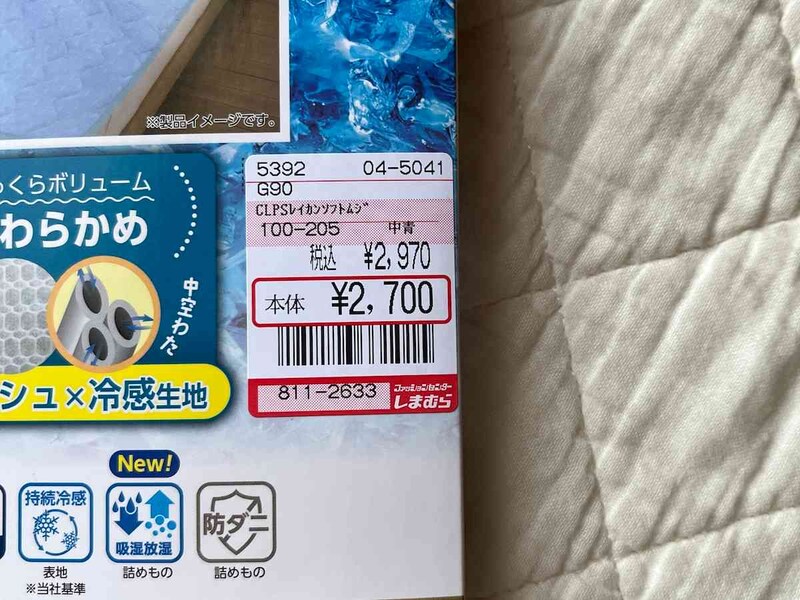 ※製品イメージです。
5392 04-5041
G90
CLPSﾚｲｶﾝｿﾌﾄﾑｼﾞ
100-205 中青
税込 ¥2,970
本体 ¥2,700
811-2633
ファッションセンター
しまむら
くらボリューム
わらかめ
中空わた
シュ×冷感生地
New!
持続冷感
表地
※当社基準
吸湿放湿
詰めもの
防ダニ
詰めもの